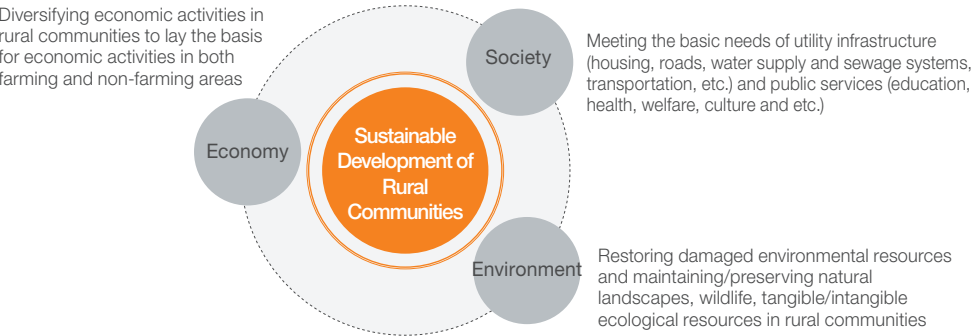 Diversifying economic activities in
rural communities to lay the basis
for economic activities in both
farming and non-farming areas
Society
Meeting the basic needs of utility infrastructure
(housing, roads, water supply and sewage systems,
transportation, etc.) and public services (education,
health, welfare, culture and etc.)
Economy
Sustainable
Development of
Rural
Communities
Environment
Restoring damaged environmental resources
and maintaining/preserving natural
landscapes, wildlife, tangible/intangible
ecological resources in rural communities